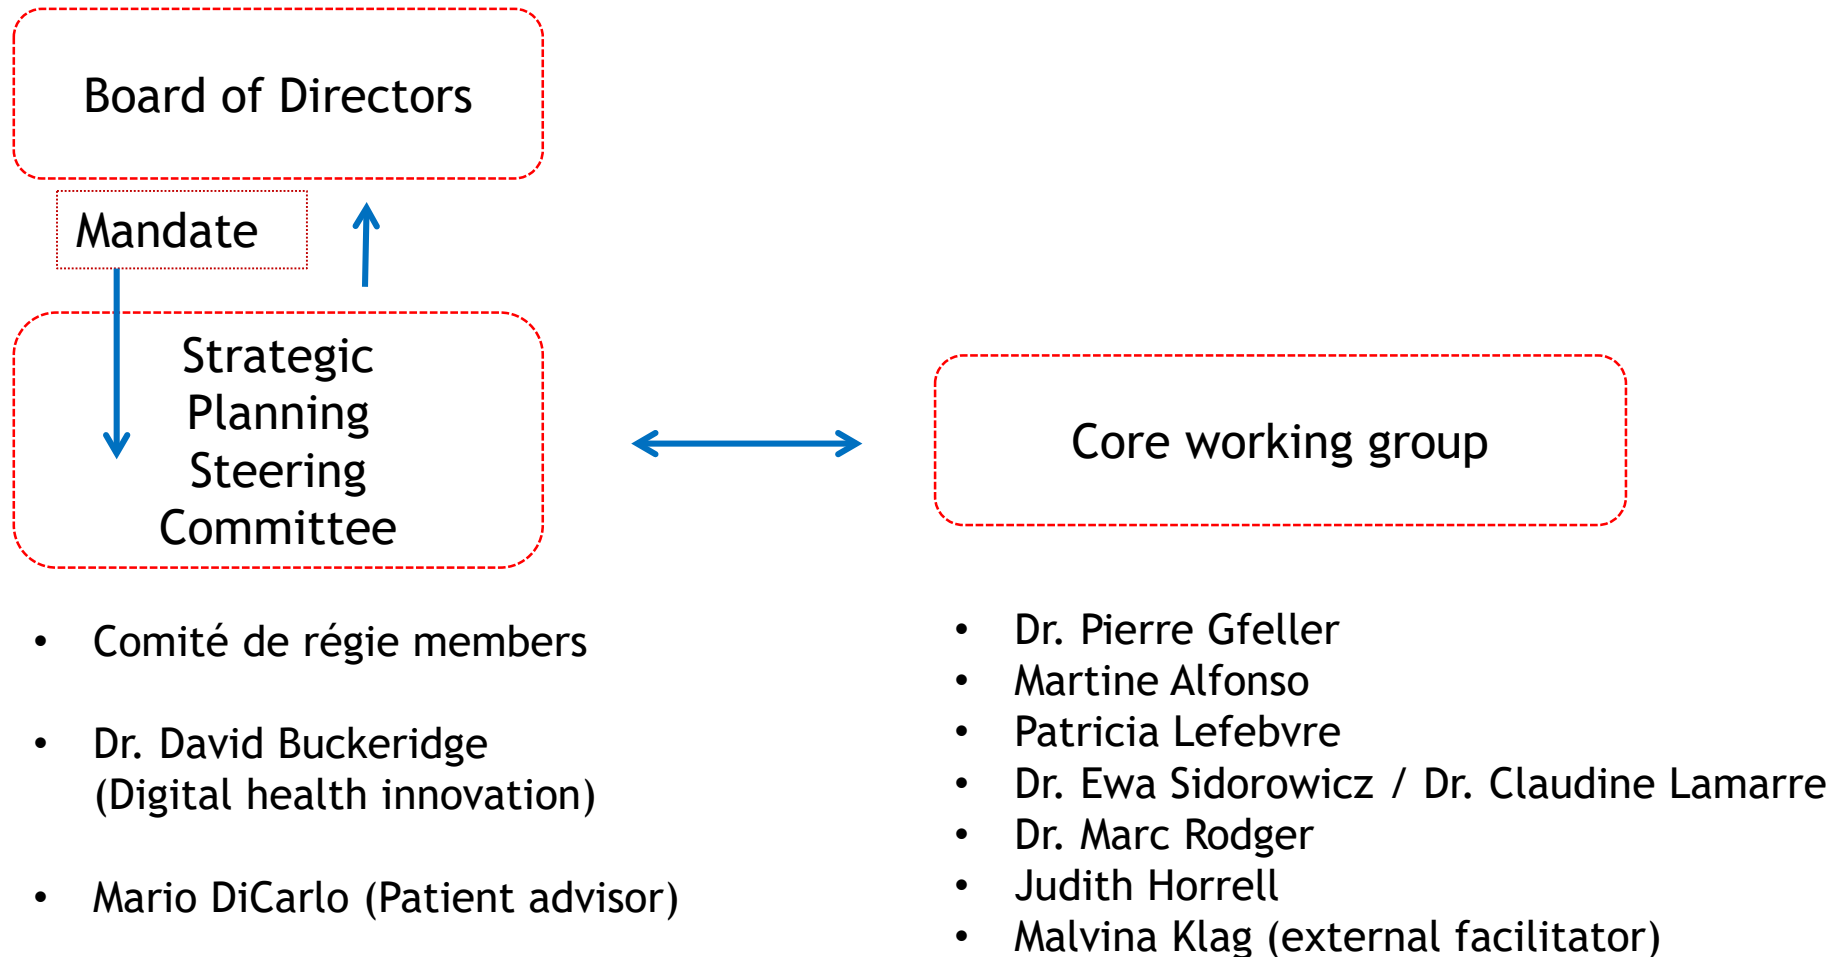 Board of Directors
Mandate
Strategic
Planning
Steering
Committee
• Comité de régie members
• Dr. David Buckeridge
(Digital health innovation)
• Mario DiCarlo (Patient advisor)
Core working group
• Dr. Pierre Gfeller
• Martine Alfonso
• Patricia Lefebvre
• Dr. Ewa Sidorowicz / Dr. Claudine Lamarre
• Dr. Marc Rodger
• Judith Horrell
• Malvina Klag (external facilitator)